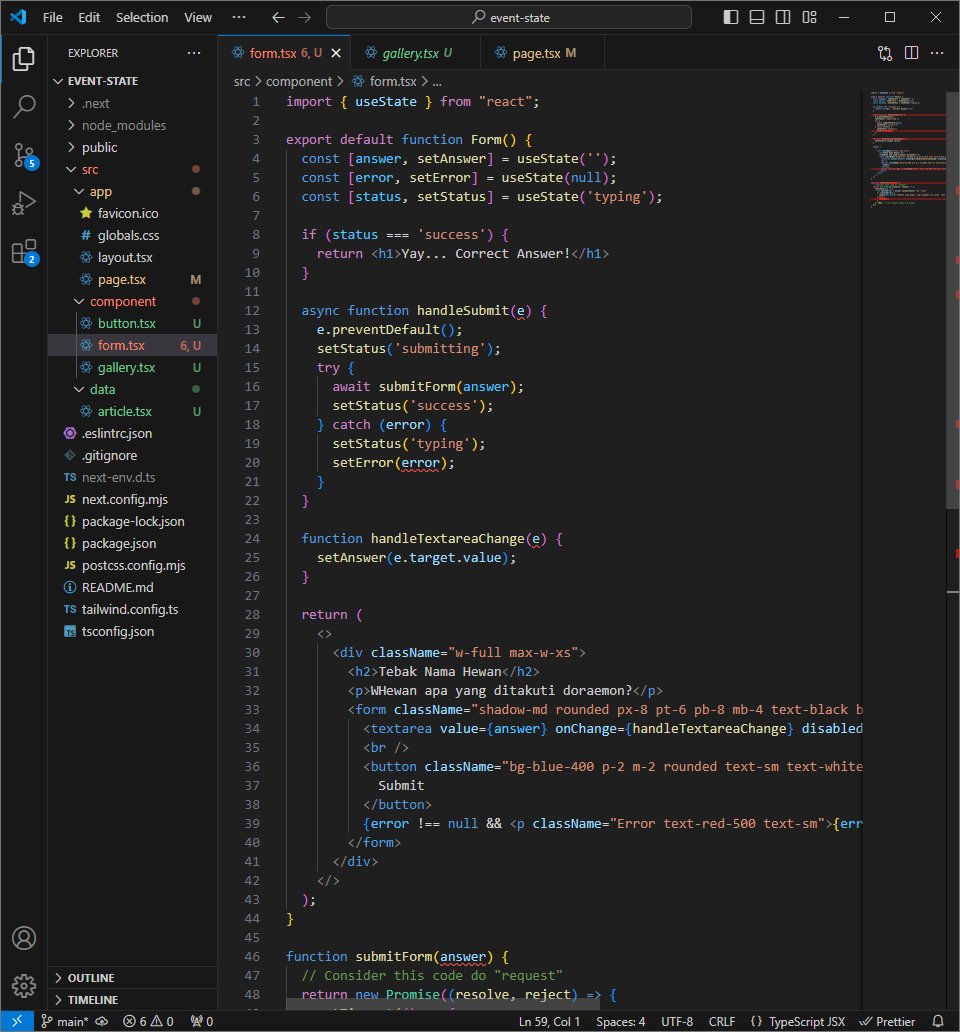 File Edit Selection View ··· event-state
EXPLORER ···
EVENT-STATE
.next
node_modules
public
src
app
favicon.ico
# globals.css
layout.tsx
page.tsx M
component
button.tsx U
form.tsx 6, U
gallery.tsx U
data
article.tsx U
.eslintrc.json
.gitignore
TS next-env.d.ts
JS next.config.mjs
{} package-lock.json
{} package.json
JS postcss.config.mjs
README.md
TS tailwind.config.ts
TS tsconfig.json
OUTLINE
TIMELINE
5
2
form.tsx 6, U gallery.tsx U page.tsx M ···
src > component > form.tsx > ...
1 import { useState } from "react";
2
3 export default function Form() {
4 const [answer, setAnswer] = useState('');
5 const [error, setError] = useState(null);
6 const [status, setStatus] = useState('typing');
7
8 if (status === 'success') {
9 return <h1>Yay... Correct Answer!</h1>
10 }
11
12 async function handleSubmit(e) {
13 e.preventDefault();
14 setStatus('submitting');
15 try {
16 await submitForm(answer);
17 setStatus('success');
18 } catch (error) {
19 setStatus('typing');
20 setError(error);
21 }
22 }
23
24 function handleTextareaChange(e) {
25 setAnswer(e.target.value);
26 }
27
28 return (
29 <>
30 <div className="w-full max-w-xs">
31 <h2>Tebak Nama Hewan</h2>
32 <p>WHewan apa yang ditakuti doraemon?</p>
33 <form className="shadow-md rounded px-8 pt-6 pb-8 mb-4 text-black b
34 <textarea value={answer} onChange={handleTextareaChange} disabled
35 <br />
36 <button className="bg-blue-400 p-2 m-2 rounded text-sm text-white
37 Submit
38 </button>
39 {error !== null && <p className="Error text-red-500 text-sm">{err
40 </form>
41 </div>
42 </>
43 );
44 }
45
46 function submitForm(answer) {
47 // Consider this code do "request"
48 return new Promise((resolve, reject) => {
main* 6 0 0 Ln 59, Col 1 Spaces: 4 UTF-8 CRLF {} TypeScript JSX Prettier